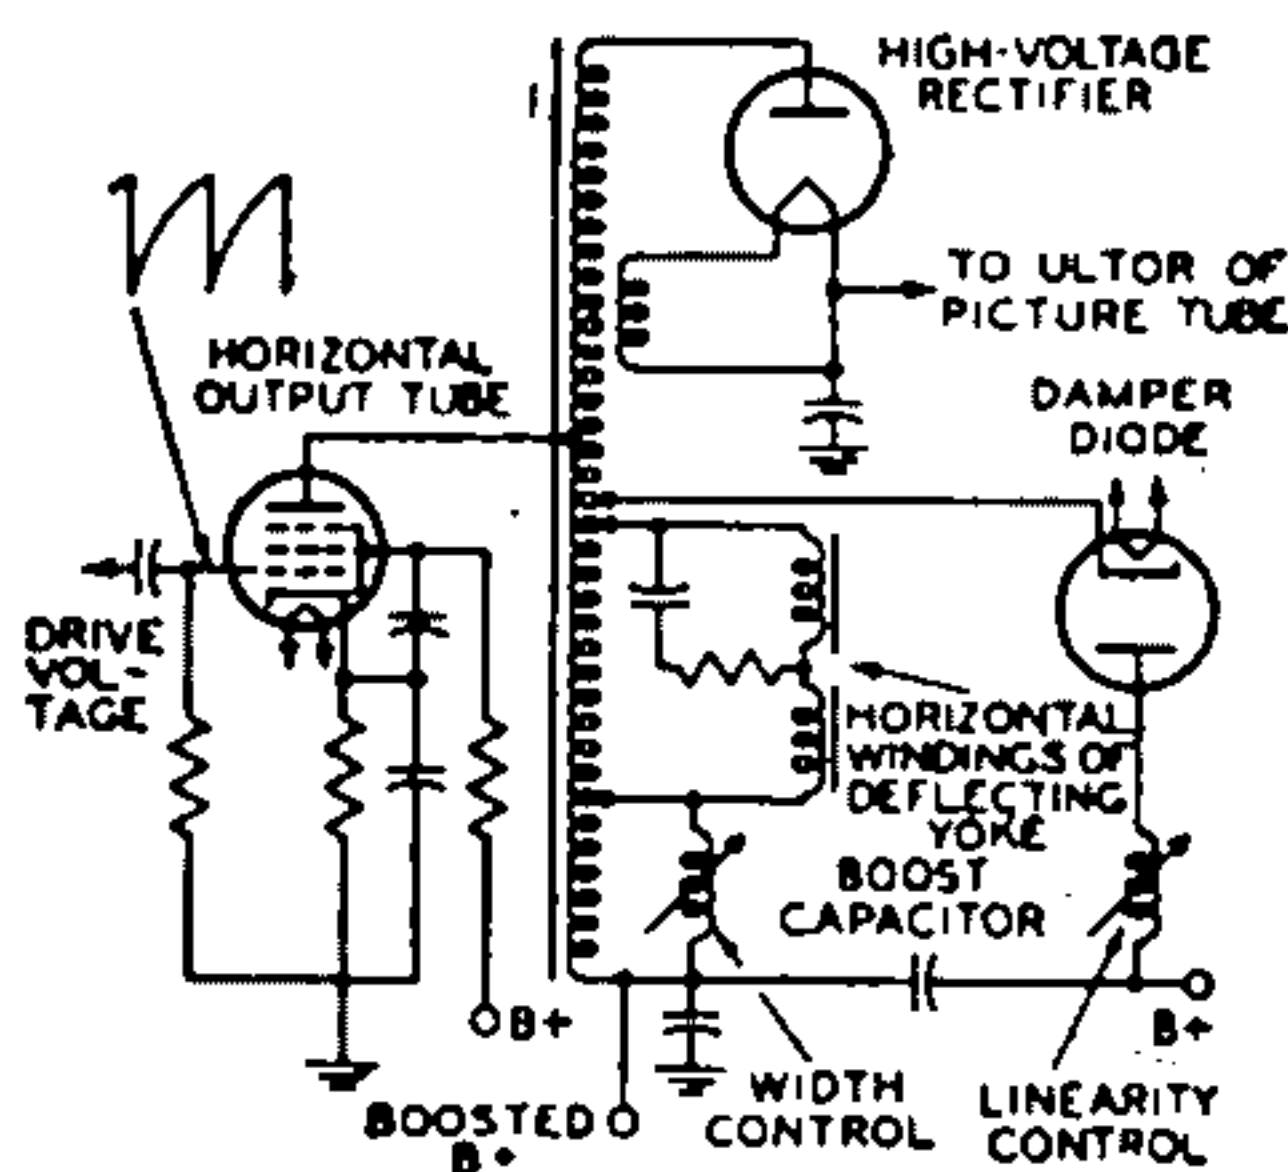 HIGH-VOLTAGE
RECTIFIER
TO ULTOR OF
PICTURE TUBE
HORIZONTAL
OUTPUT TUBE
DAMPER
DIODE
DRIVE
VOL-
TAGE
HORIZONTAL
WINDINGS OF
DEFLECTING
YOKE
BOOST
CAPACITOR
B+
B+
BOOSTED
B+
WIDTH
CONTROL
LINEARITY
CONTROL